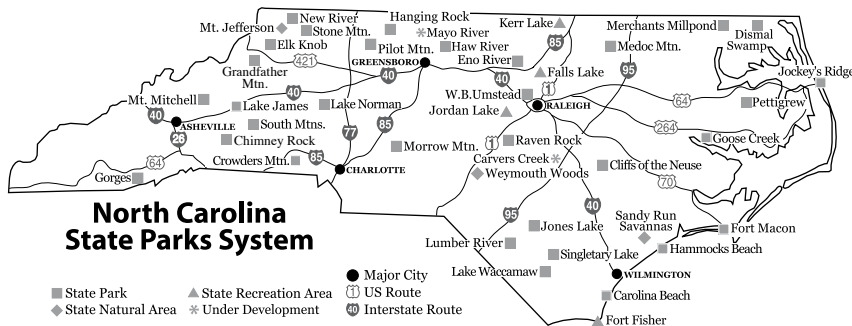 New River
Hanging Rock
Kerr Lake
Merchants Millpond
Mt. Jefferson
Stone Mtn.
Mayo River
85
Dismal
Swamp
Elk Knob
Pilot Mtn.
Haw River
Medoc Mtn.
421
GREENSBORO
Eno River
95
Grandfather
Mtn.
40
40
Falls Lake
Jockey's Ridge
Mt. Mitchell
40
Lake James
Lake Norman
W.B.Umstead
1
64
Pettigrew
40
ASHEVILLE
South Mtns.
85
Jordan Lake
RALEIGH
26
Chimney Rock
77
1
Raven Rock
264
Goose Creek
64
Crowders Mtn.
85
Morrow Mtn.
Carvers Creek
Cliffs of the Neuse
Gorges
CHARLOTTE
Weymouth Woods
70
North Carolina
State Parks System
95
40
Sandy Run
Savannas
Jones Lake
Fort Macon
Lumber River
Singletary Lake
Hammocks Beach
Lake Waccamaw
WILMINGTON
Carolina Beach
Fort Fisher
State Park
State Recreation Area
State Natural Area
Under Development
Major City
1 US Route
40 Interstate Route